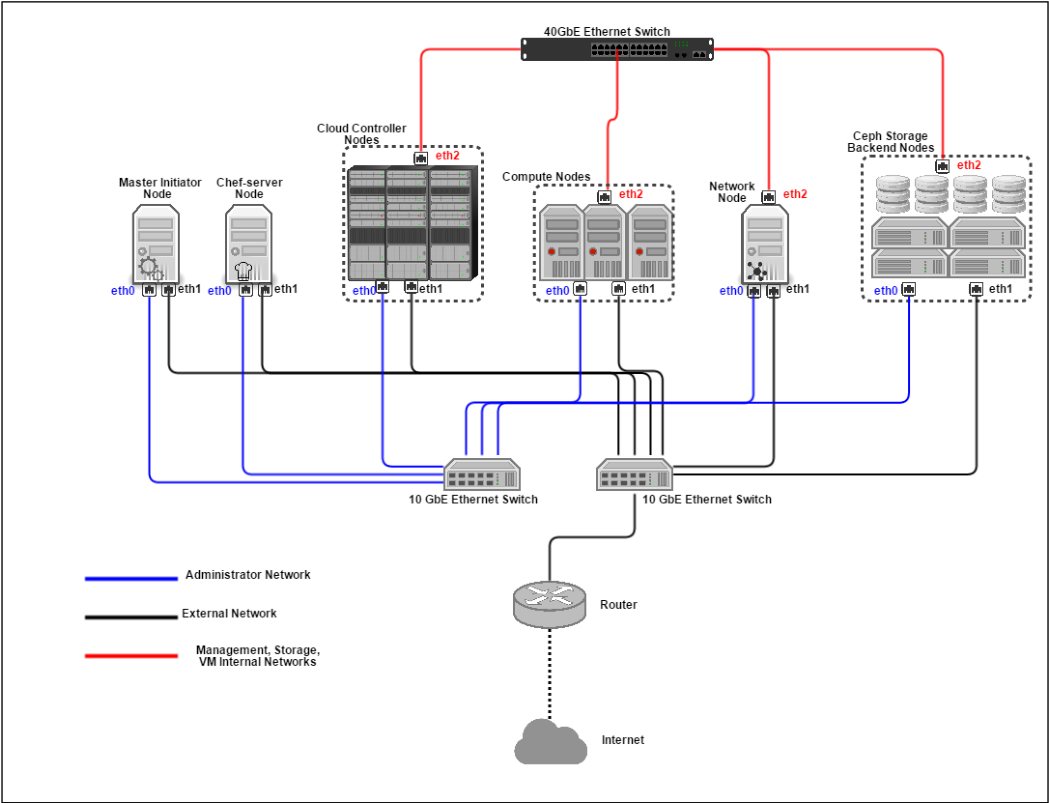 40GbE Ethernet Switch
Cloud Controller
Nodes
eth2
Ceph Storage
Backend Nodes
eth2
Master Initiator
Node
Chef-server
Node
Compute Nodes
eth2
Network
Node
eth2
eth0
eth1
eth0
eth1
eth0
eth1
eth0
eth1
eth0
eth1
eth0
eth1
10 GbE Ethernet Switch
10 GbE Ethernet Switch
Administrator Network
External Network
Management, Storage,
VM Internal Networks
Router
Internet